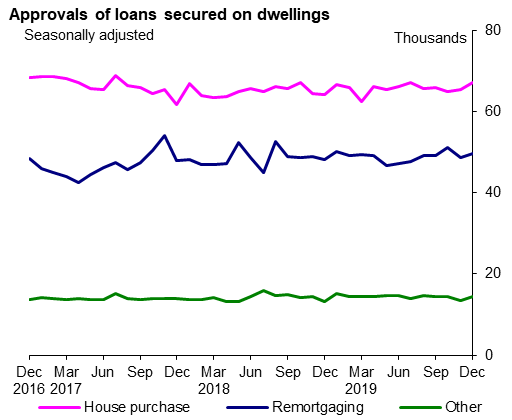 Approvals of loans secured on dwellings
Seasonally adjusted
Thousands
80
60
40
20
0
Dec Mar Jun Sep Dec Mar Jun Sep Dec Mar Jun Sep Dec
2016 2017 2018 2019
House purchase Remortgaging Other